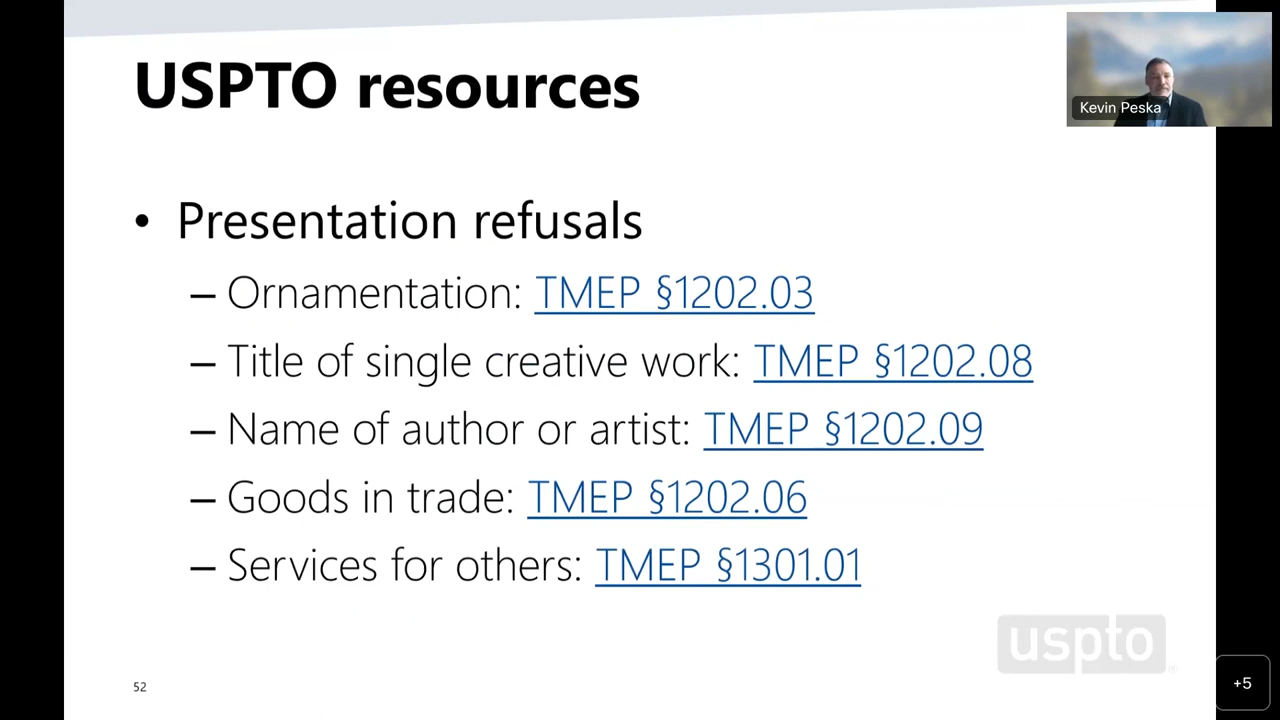 USPTO resources
Kevin Peska
• Presentation refusals
– Ornamentation: TMEP §1202.03
– Title of single creative work: TMEP §1202.08
– Name of author or artist: TMEP §1202.09
– Goods in trade: TMEP §1202.06
– Services for others: TMEP §1301.01
uspto®
52
+5